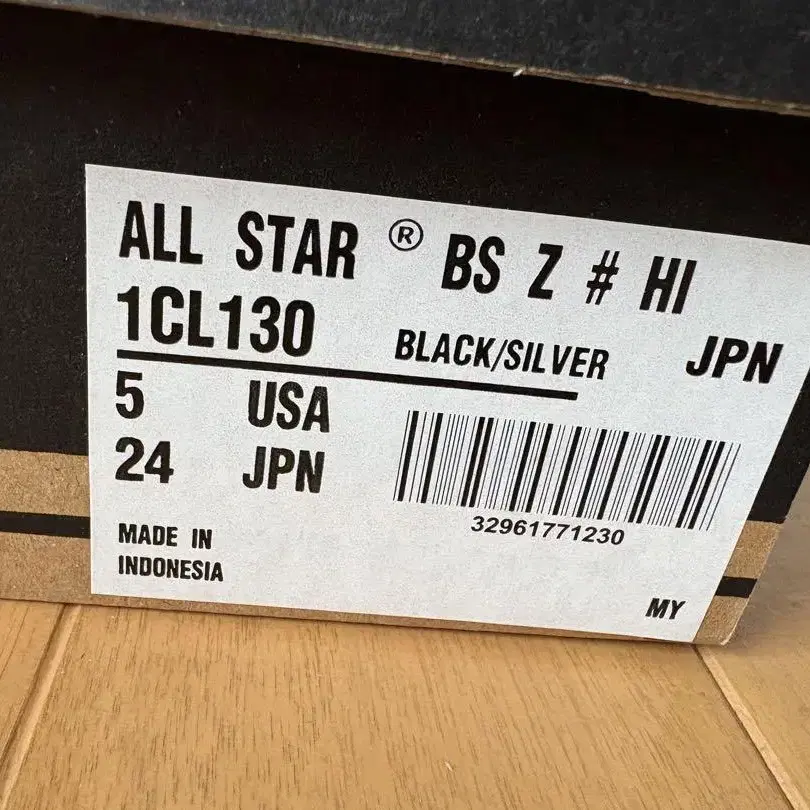 ALL STAR ® BS Z # HI
1CL130 BLACK/SILVER JPN
5 USA
24 JPN
32961771230
MADE IN
INDONESIA
MY